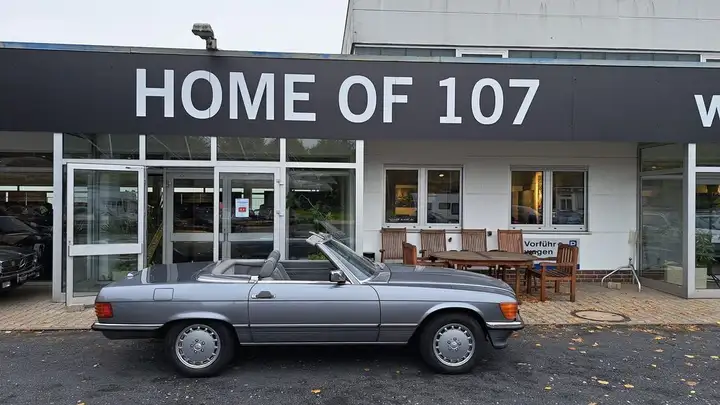 HOME OF 107
W
Vorführ
wagen